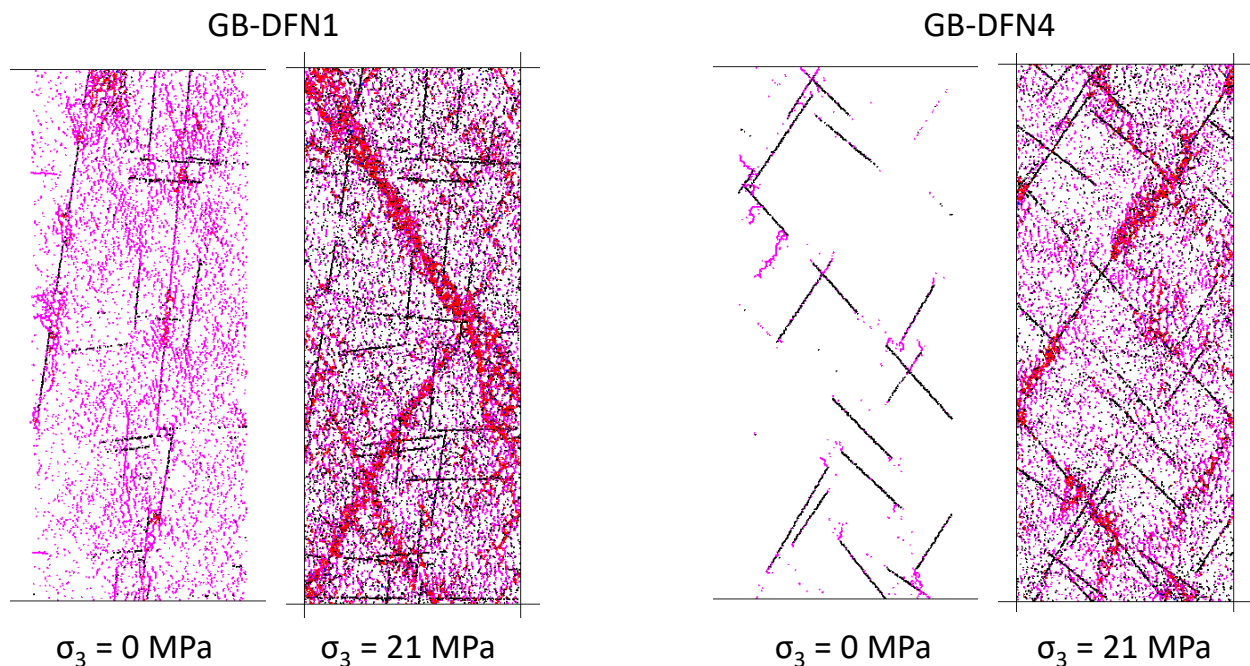 GB-DFN1
GB-DFN4
σ₃ = 0 MPa
σ₃ = 21 MPa
σ₃ = 0 MPa
σ₃ = 21 MPa